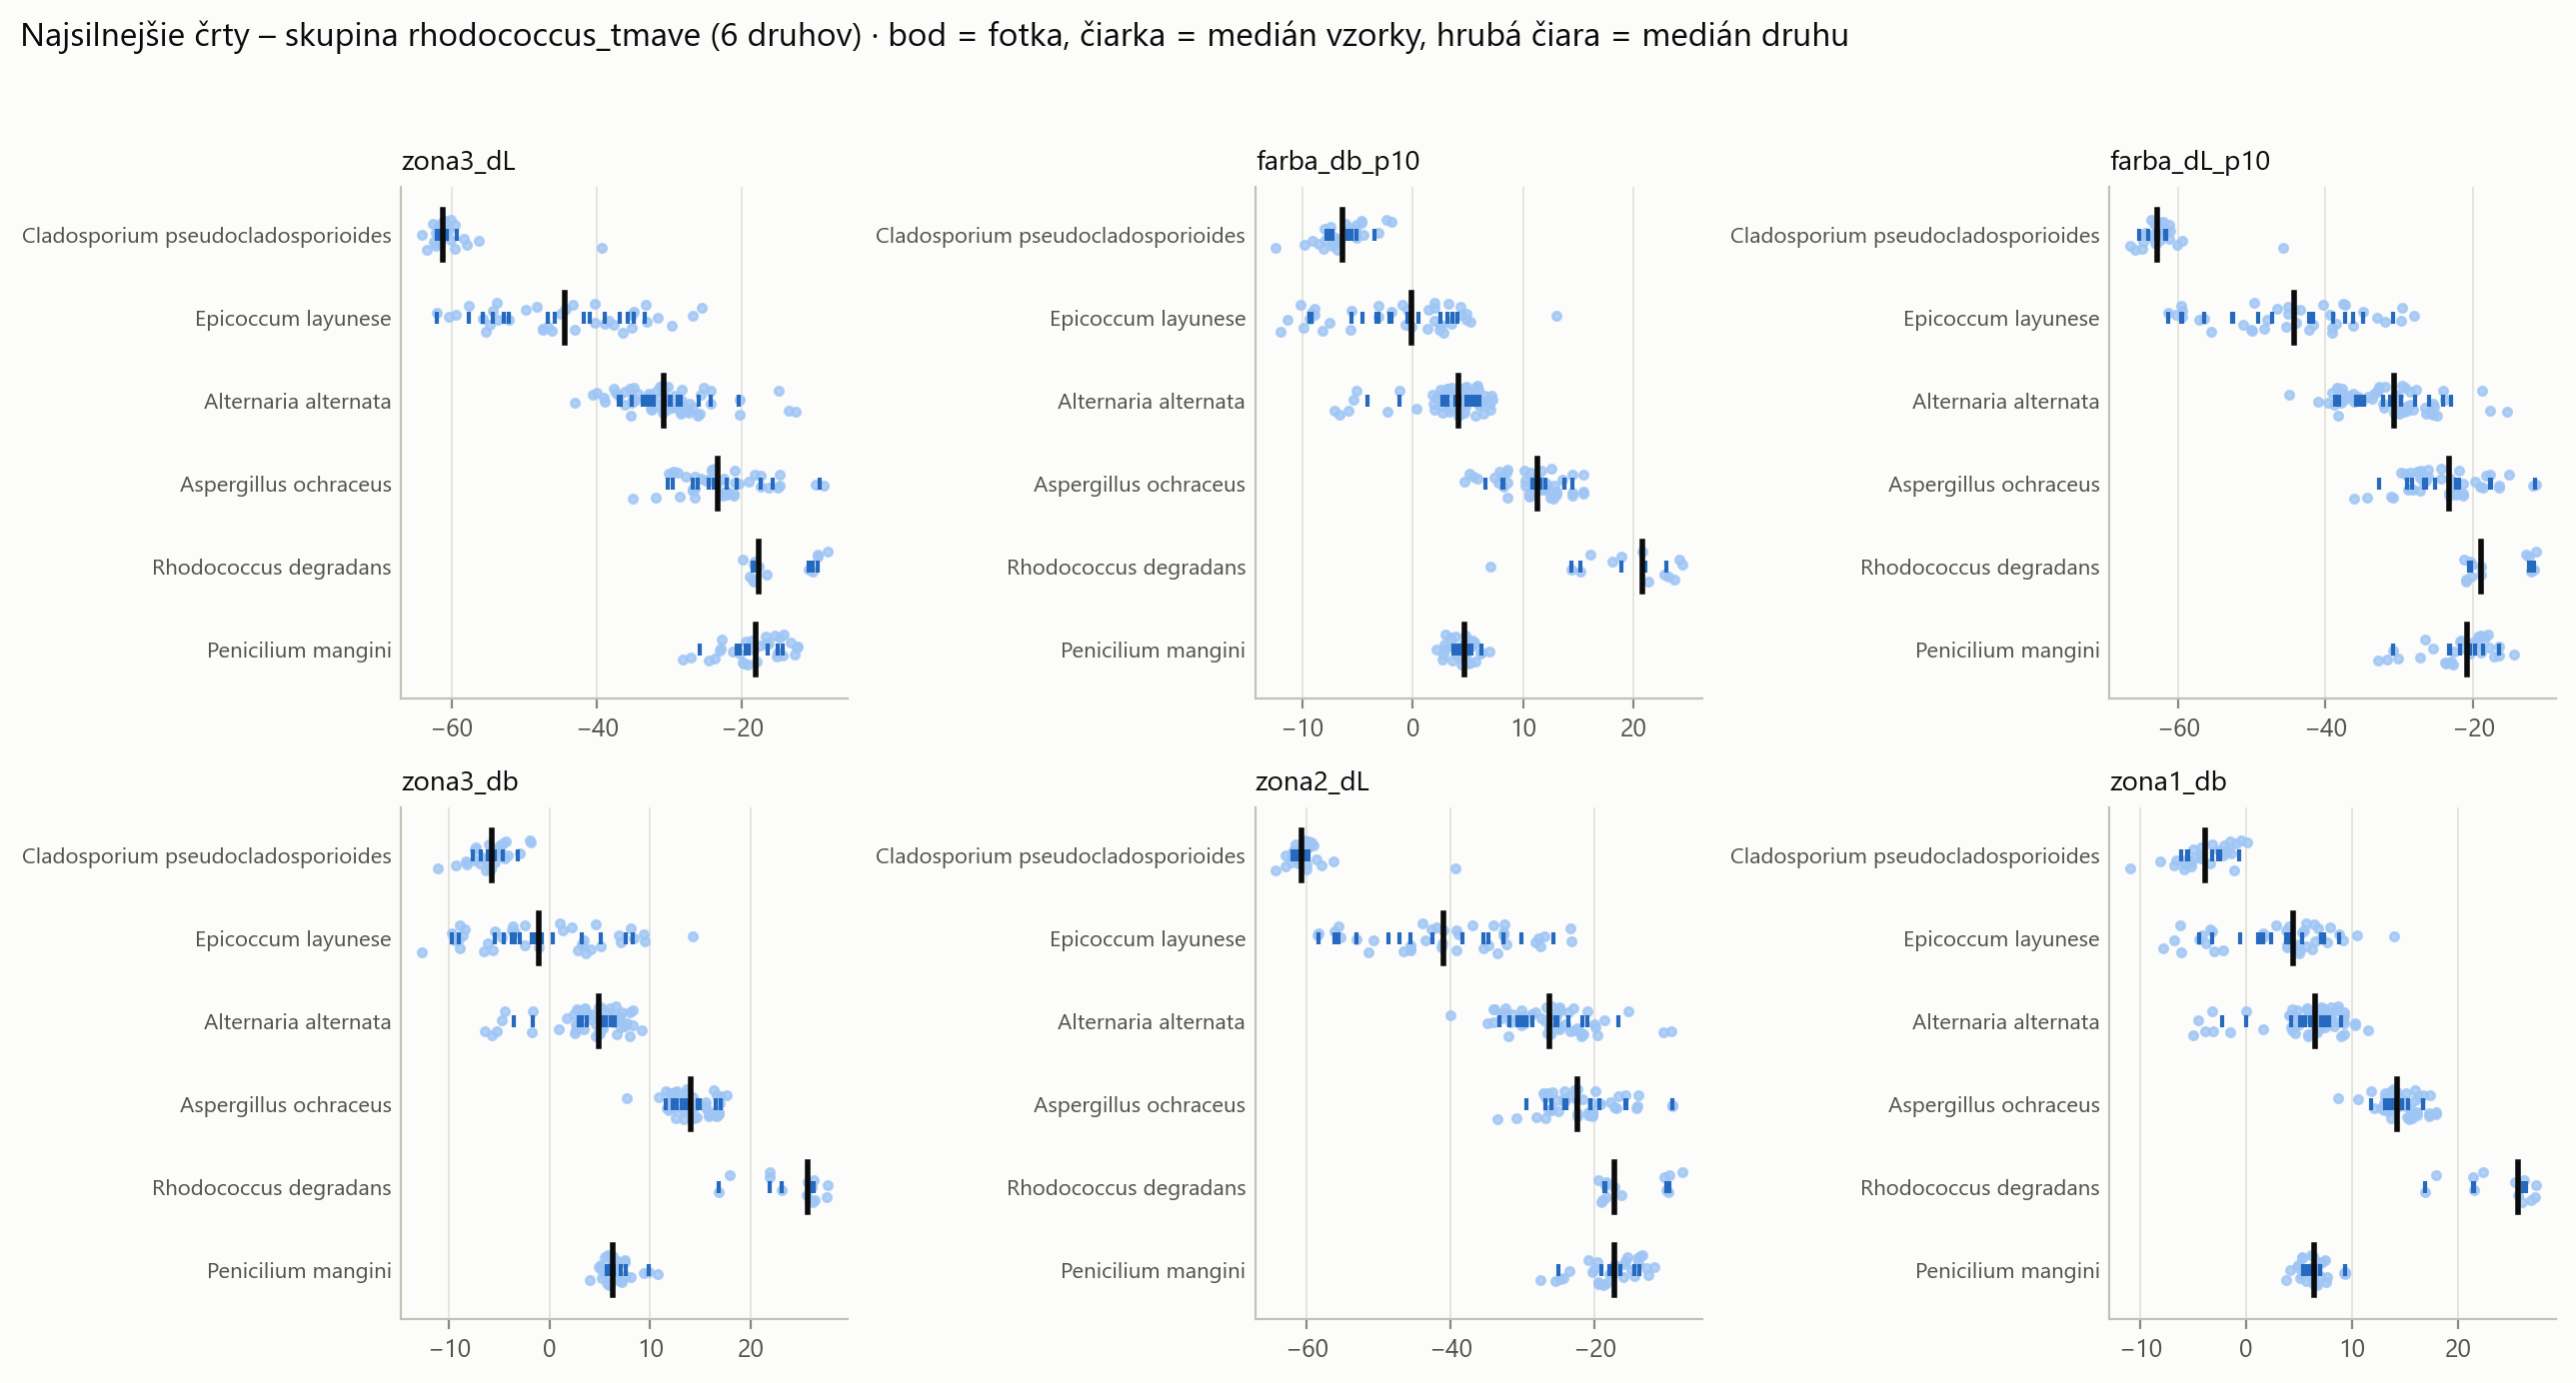 Najsilnejšie črty – skupina rhodococcus_tmave (6 druhov) · bod = fotka, čiarka = medián vzorky, hrubá čiara = medián druhu
zona3_dL
Cladosporium pseudocladosporioides
Epicoccum layunese
Alternaria alternata
Aspergillus ochraceus
Rhodococcus degradans
Penicilium mangini
−60 −40 −20
farba_db_p10
Cladosporium pseudocladosporioides
Epicoccum layunese
Alternaria alternata
Aspergillus ochraceus
Rhodococcus degradans
Penicilium mangini
−10 0 10 20
farba_dL_p10
Cladosporium pseudocladosporioides
Epicoccum layunese
Alternaria alternata
Aspergillus ochraceus
Rhodococcus degradans
Penicilium mangini
−60 −40 −20
zona3_db
Cladosporium pseudocladosporioides
Epicoccum layunese
Alternaria alternata
Aspergillus ochraceus
Rhodococcus degradans
Penicilium mangini
−10 0 10 20
zona2_dL
Cladosporium pseudocladosporioides
Epicoccum layunese
Alternaria alternata
Aspergillus ochraceus
Rhodococcus degradans
Penicilium mangini
−60 −40 −20
zona1_db
Cladosporium pseudocladosporioides
Epicoccum layunese
Alternaria alternata
Aspergillus ochraceus
Rhodococcus degradans
Penicilium mangini
−10 0 10 20